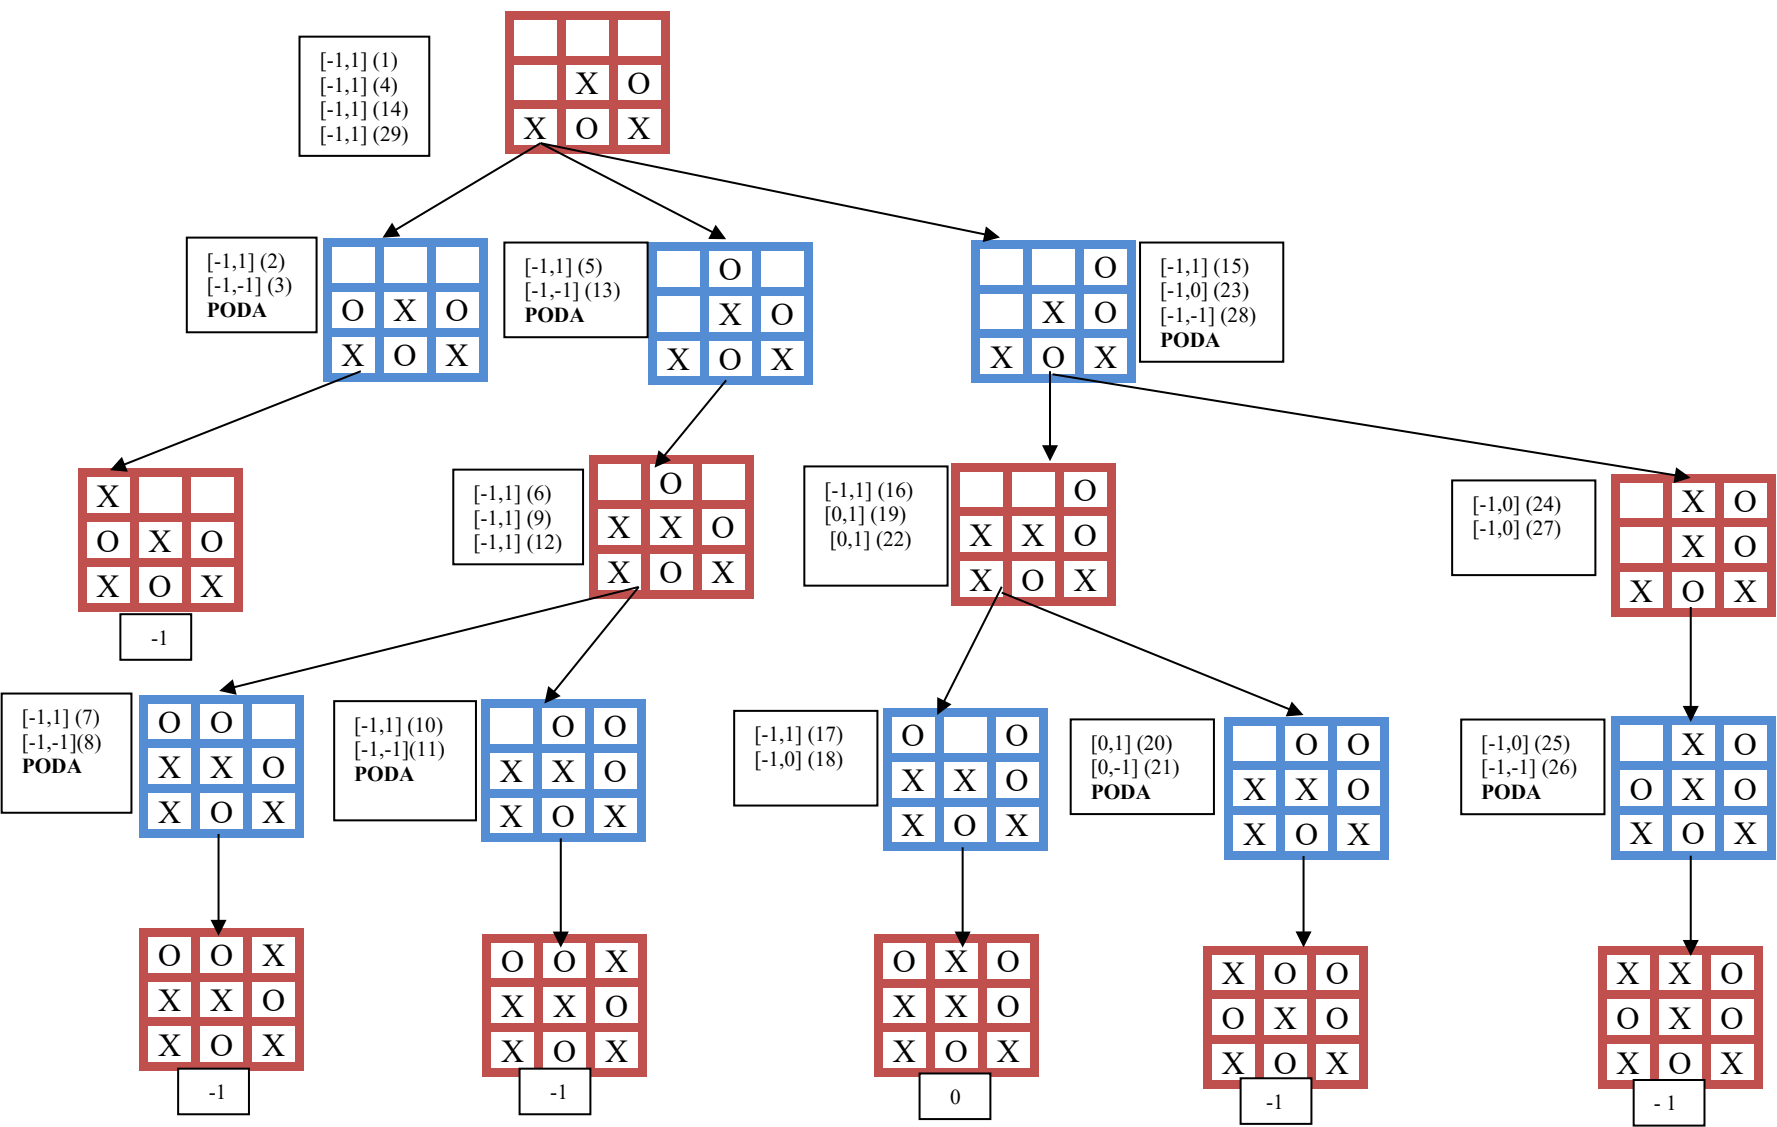 [-1,1] (1)
[-1,1] (4)
[-1,1] (14)
[-1,1] (29)
X O
X O X
[-1,1] (2)
[-1,-1] (3)
PODA
O X O
X O X
[-1,1] (5)
[-1,-1] (13)
PODA
O
X O
X O X
O
X O
X O X
[-1,1] (15)
[-1,0] (23)
[-1,-1] (28)
PODA
X
O X O
X O X
-1
[-1,1] (6)
[-1,1] (9)
[-1,1] (12)
O
X X O
X O X
[-1,1] (16)
[0,1] (19)
[0,1] (22)
O
X X O
X O X
[-1,0] (24)
[-1,0] (27)
X O
X O
X O X
[-1,1] (7)
[-1,-1](8)
PODA
O O
X X O
X O X
[-1,1] (10)
[-1,-1](11)
PODA
O O
X X O
X O X
[-1,1] (17)
[-1,0] (18)
O O
X X O
X O X
[0,1] (20)
[0,-1] (21)
PODA
O O
X X O
X O X
[-1,0] (25)
[-1,-1] (26)
PODA
X O
O X O
X O X
O O X
X X O
X O X
-1
O O X
X X O
X O X
-1
O X O
X X O
X O X
0
X O O
O X O
X O X
-1
X X O
O X O
X O X
- 1